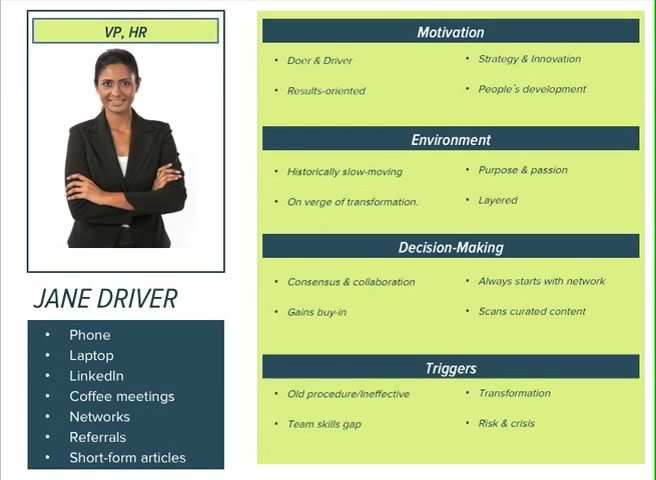 VP, HR
JANE DRIVER
• Phone
• Laptop
• LinkedIn
• Coffee meetings
• Networks
• Referrals
• Short-form articles
Motivation
• Doer & Driver
• Results-oriented
• Strategy & Innovation
• People's development
Environment
• Historically slow-moving
• On verge of transformation.
• Purpose & passion
• Layered
Decision-Making
• Consensus & collaboration
• Gains buy-in
• Always starts with network
• Scans curated content
Triggers
• Old procedure/Ineffective
• Team skills gap
• Transformation
• Risk & crisis